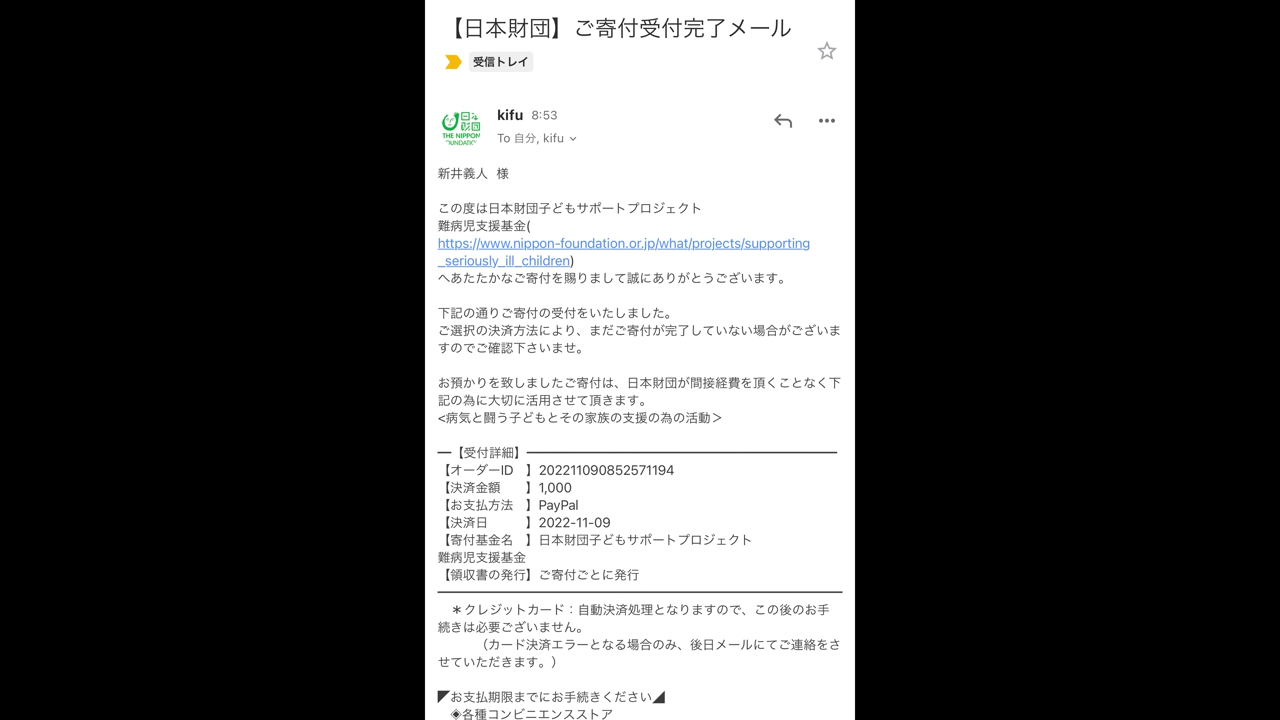 【日本財団】ご寄付受付完了メール
受信トレイ
kifu 8:53
To 自分, kifu
THE NIPPON
新井義人 様
この度は日本財団子どもサポートプロジェクト
難病児支援基金(
https://www.nippon-foundation.or.jp/what/projects/supporting
_seriously_ill_children)
へあたたかなご寄付を賜りまして誠にありがとうございます。
下記の通りご寄付の受付をいたしました。
ご選択の決済方法により、まだご寄付が完了していない場合がございま
すのでご確認下さいませ。
お預かりを致しましたご寄付は、日本財団が間接経費を頂くことなく下
記の為に大切に活用させて頂きます。
<病気と闘う子どもとその家族の支援の為の活動＞
━【受付詳細】━━━━━━━━━━━━━━━━━━━━━━━━
【オーダーID　】202211090852571194
【決済金額　　】1,000
【お支払方法　】PayPal
【決済日　　　】2022-11-09
【寄付基金名　】日本財団子どもサポートプロジェクト
難病児支援基金
【領収書の発行】ご寄付ごとに発行
＊クレジットカード：自動決済処理となりますので、この後のお手
続きは必要ございません。
（カード決済エラーとなる場合のみ、後日メールにてご連絡をさ
せていただきます。）
◤お支払期限までにお手続きください◢
◈各種コンビニエンスストア